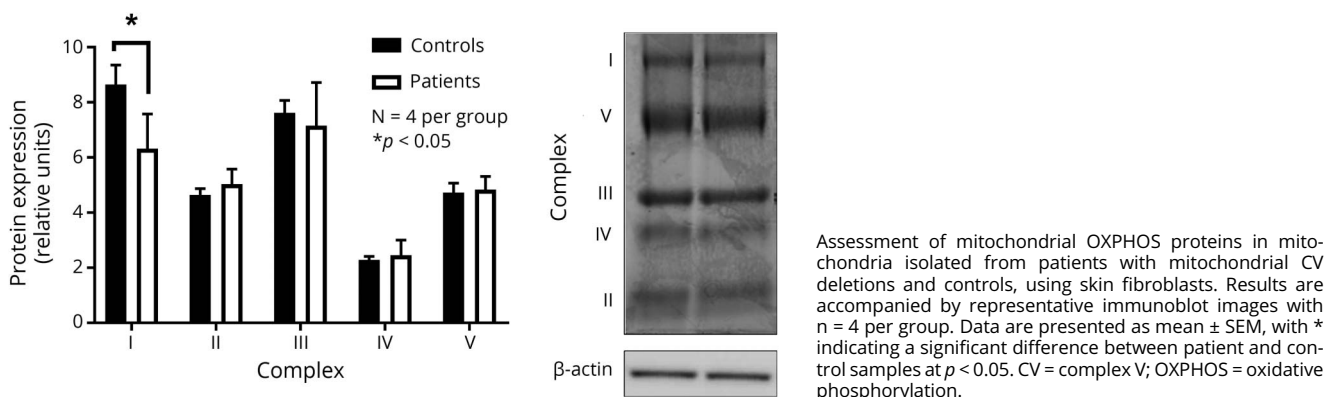 *
10
8
6
4
2
0
Protein expression
(relative units)
I II III IV V
Complex
Controls
Patients
N = 4 per group
*p < 0.05
Complex
I
V
III
IV
II
β-actin
Assessment of mitochondrial OXPHOS proteins in mito-
chondria isolated from patients with mitochondrial CV
deletions and controls, using skin fibroblasts. Results are
accompanied by representative immunoblot images with
n = 4 per group. Data are presented as mean ± SEM, with *
indicating a significant difference between patient and con-
trol samples at p < 0.05. CV = complex V; OXPHOS = oxidative
phosphorylation.